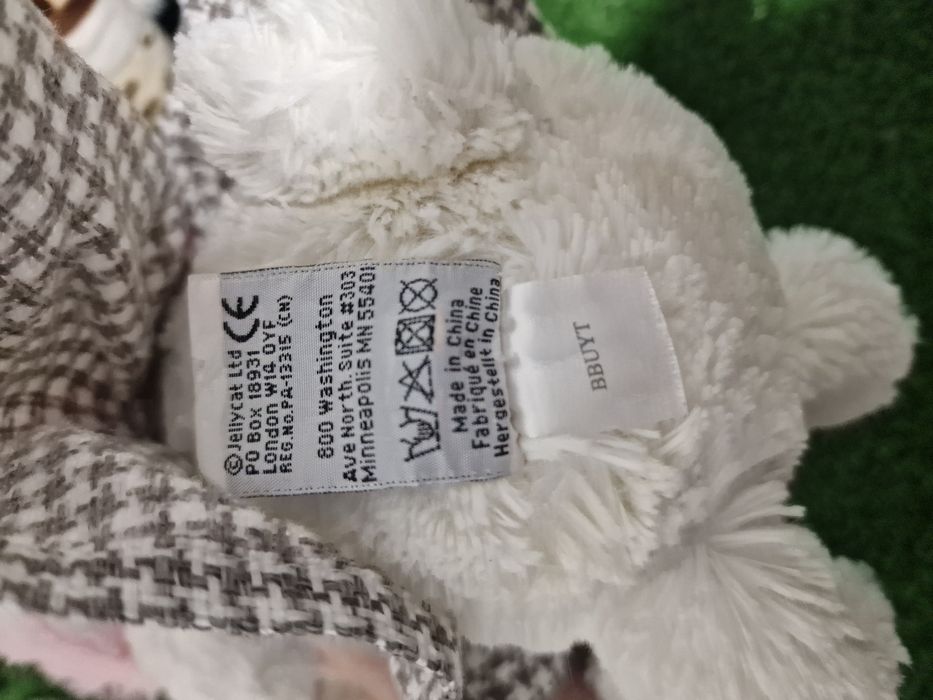 ©Jellycat Ltd CE
PO Box 18931
London W14 0YF
REG.NO.PA-13315 (CN)
800 Washington
Ave North, Suite #303
Minneapolis MN 55401
Made in China
Fabriqué en Chine
Hergestellt in China
BBUYT